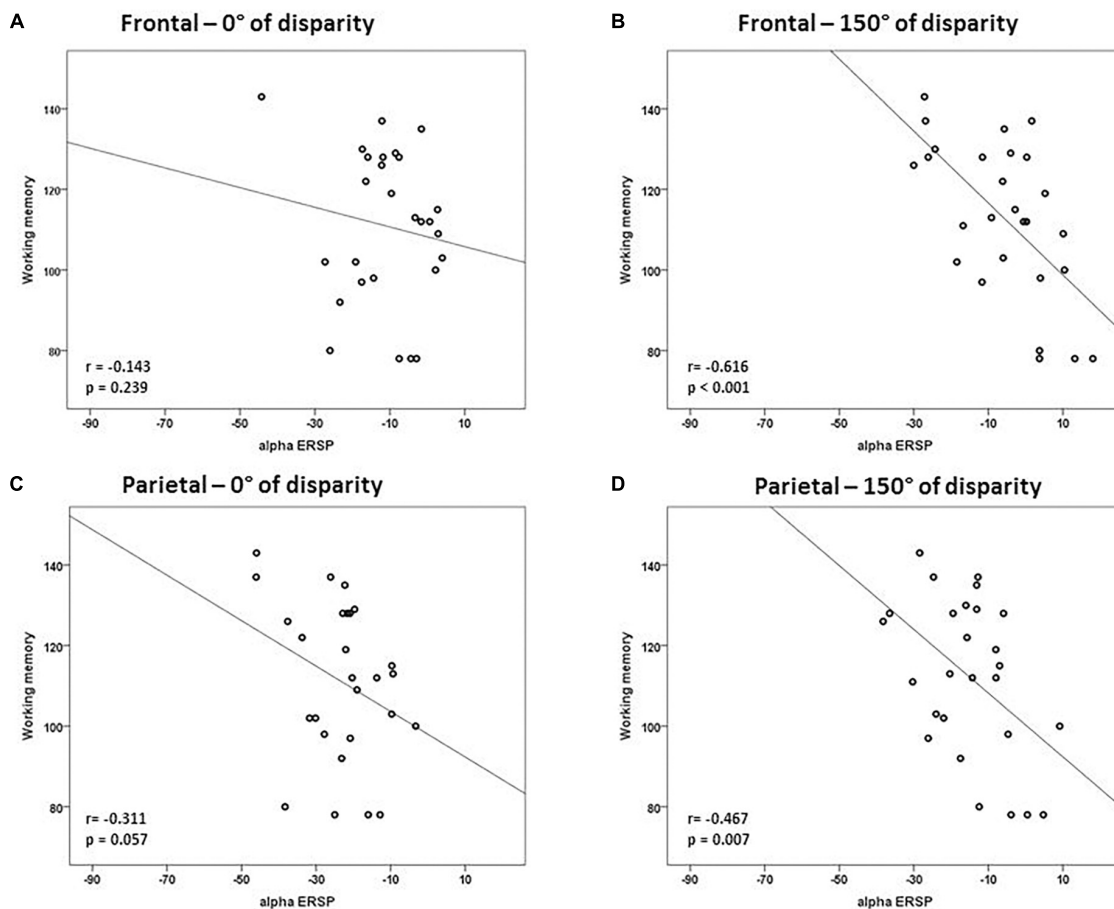 A Frontal – 0° of disparity
140
120
100
80
Working memory
r = -0.143
p = 0.239
-90 -70 -50 -30 -10 10
alpha ERSP
B Frontal – 150° of disparity
140
120
100
80
Working memory
r= -0.616
p < 0.001
-90 -70 -50 -30 -10 10
alpha ERSP
C Parietal – 0° of disparity
140
120
100
80
Working memory
r= -0.311
p = 0.057
-90 -70 -50 -30 -10 10
alpha ERSP
D Parietal – 150° of disparity
140
120
100
80
Working memory
r= -0.467
p = 0.007
-90 -70 -50 -30 -10 10
alpha ERSP